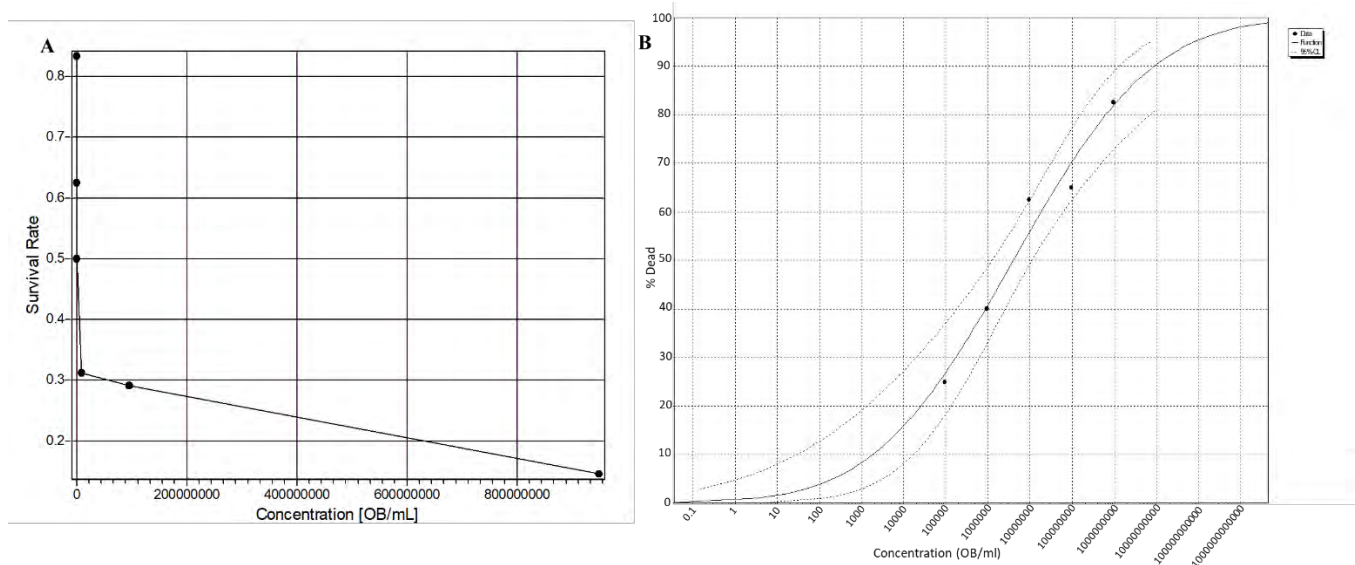 A
0.8
0.7
0.6
0.5
0.4
0.3
0.2
Survival Rate
0 200000000 400000000 600000000 800000000
Concentration [OB/mL]
B
100
90
80
70
60
50
40
30
20
10
0
% Dead
0.1 1 10 100 1000 10000 100000 1000000 10000000 100000000 1000000000 10000000000 100000000000 1000000000000
Concentration (OB/ml)
Data
Function
95% CL